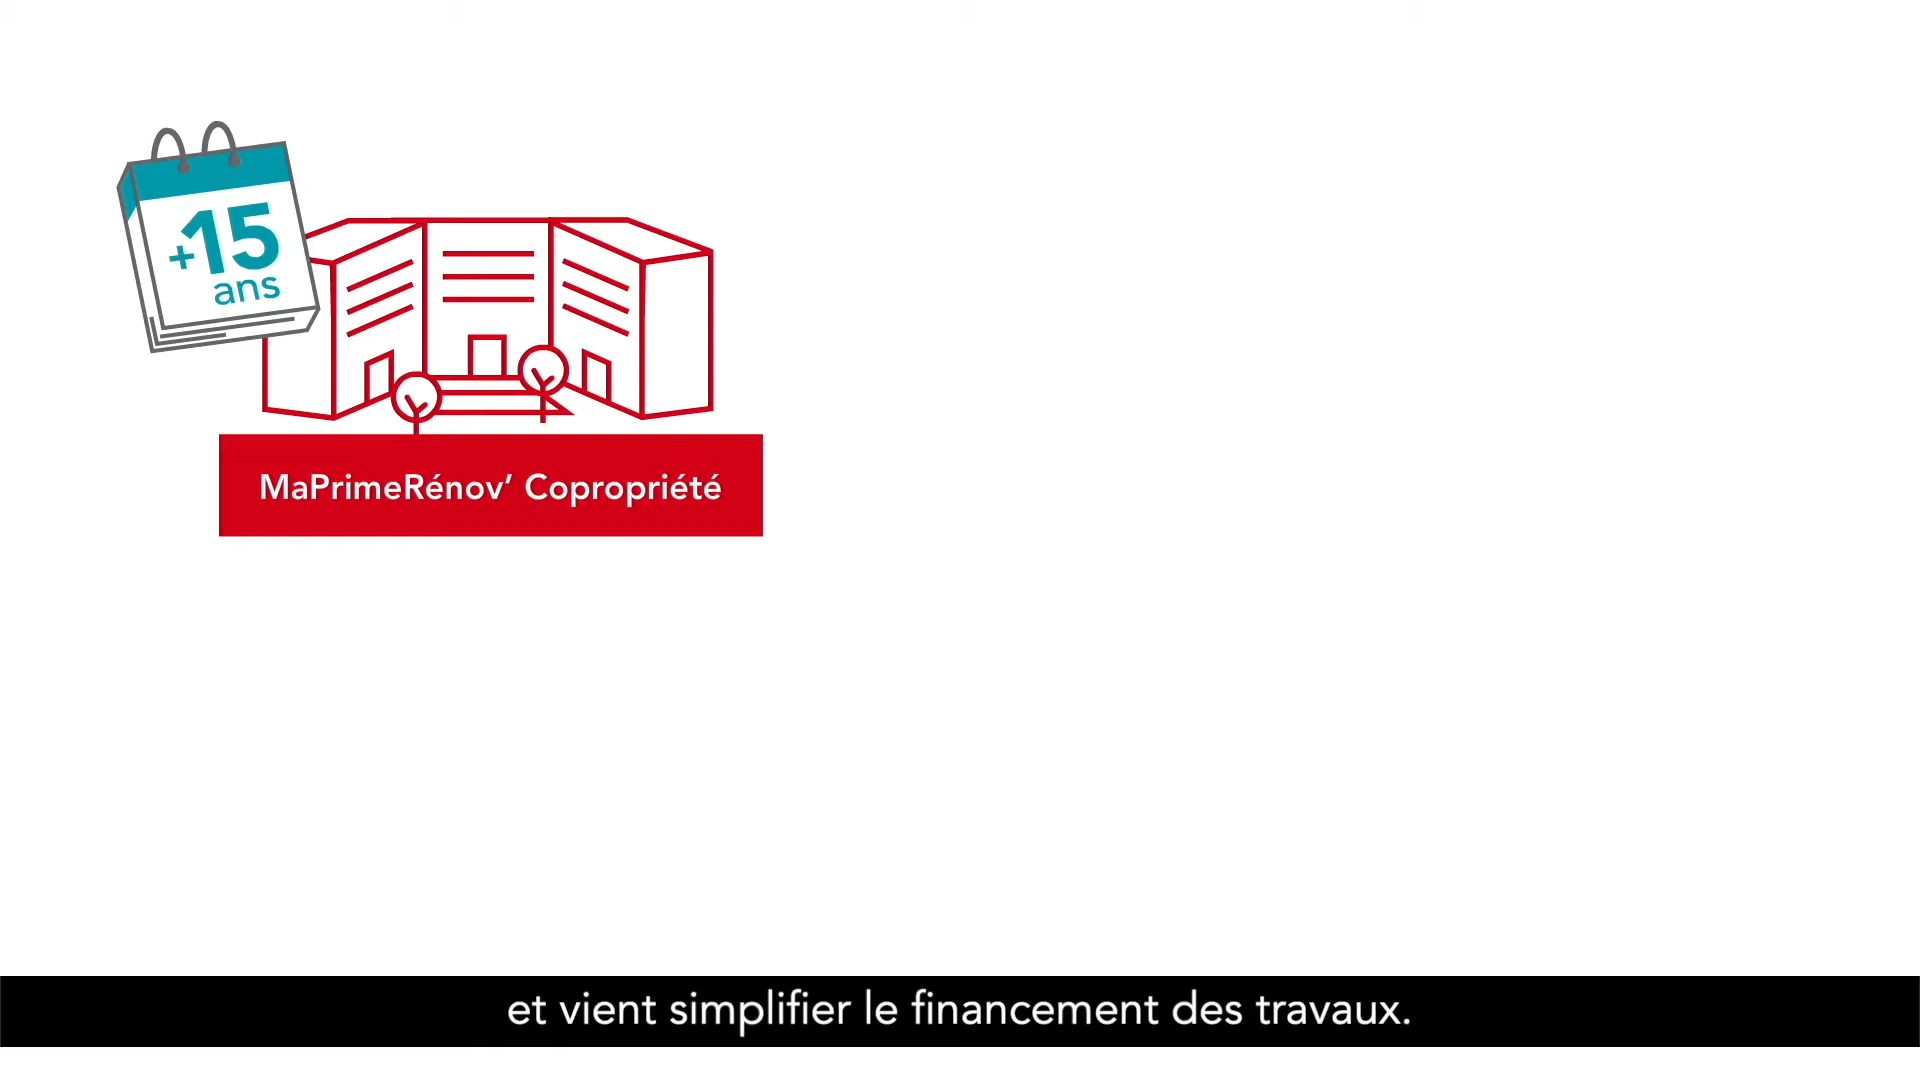 +15
ans
MaPrimeRénov’ Copropriété
et vient simplifier le financement des travaux.